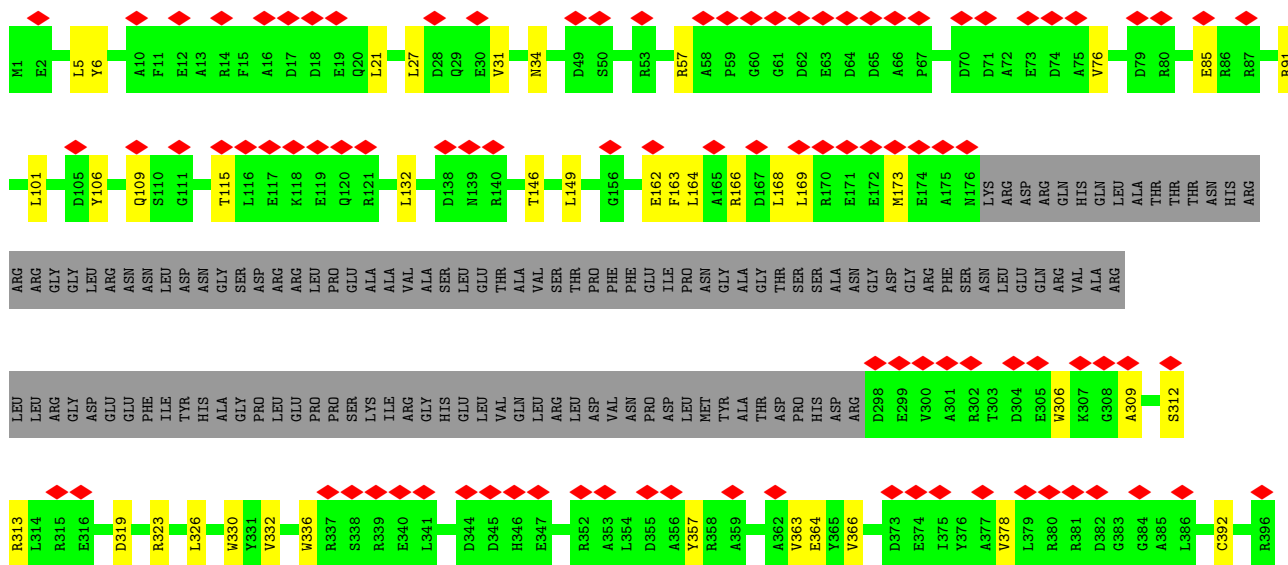 M1 E2 L5 Y6 A10 F11 E12 A13 R14 F15 A16 D17 D18 E19 Q20 L21 L27 D28 Q29 E30 V31 N34 D49 S50 R53 R57 A58 P59 G60 G61 D62 E63 D64 D65 A66 P67 D70 D71 A72 E73 D74 A75 V76 D79 R80 E85 R86 R87 R91
L101 D105 Y106 Q109 S110 G111 T115 L116 E117 K118 E119 Q120 R121 L132 D138 N139 R140 T146 L149 G156 E162 F163 L164 A165 R166 D167 L168 L169 R170 E171 E172 M173 E174 A175 N176 LYS ARG ASP ARG GLN HIS GLN LEU ALA THR THR THR ASN HIS ARG
ARG ARG GLY GLY LEU ARG ASN ASN LEU ASP ASN GLY SER ASP ARG ARG LEU PRO GLU ALA ALA VAL ALA SER LEU GLU THR ALA VAL SER THR PRO PHE PHE GLU ILE PRO ASN GLY ALA GLY THR SER SER ALA ASN GLY ASP GLY ARG PHE SER ASN LEU GLU GLN ARG VAL ALA ARG
LEU LEU ARG GLY ASP GLU GLU PHE ILE TYR HIS ALA GLY PRO LEU GLU PRO PRO SER LYS ILE ARG GLY HIS GLU LEU VAL GLN LEU ARG LEU ASP VAL ASN PRO ASP LEU MET TYR ALA THR ASP PRO HIS ASP ARG D298 E299 V300 A301 R302 T303 D304 E305 W306 K307 G308 A309 S312
R313 L314 R315 E316 D319 R323 L326 W330 Y331 V332 W336 R337 S338 R339 E340 L341 D344 D345 H346 E347 R352 A353 L354 D355 A356 Y357 R358 A359 A362 V363 E364 Y365 V366 D373 E374 I375 Y376 A377 V378 L379 R380 R381 D382 G383 G384 A385 L386 C392 R396